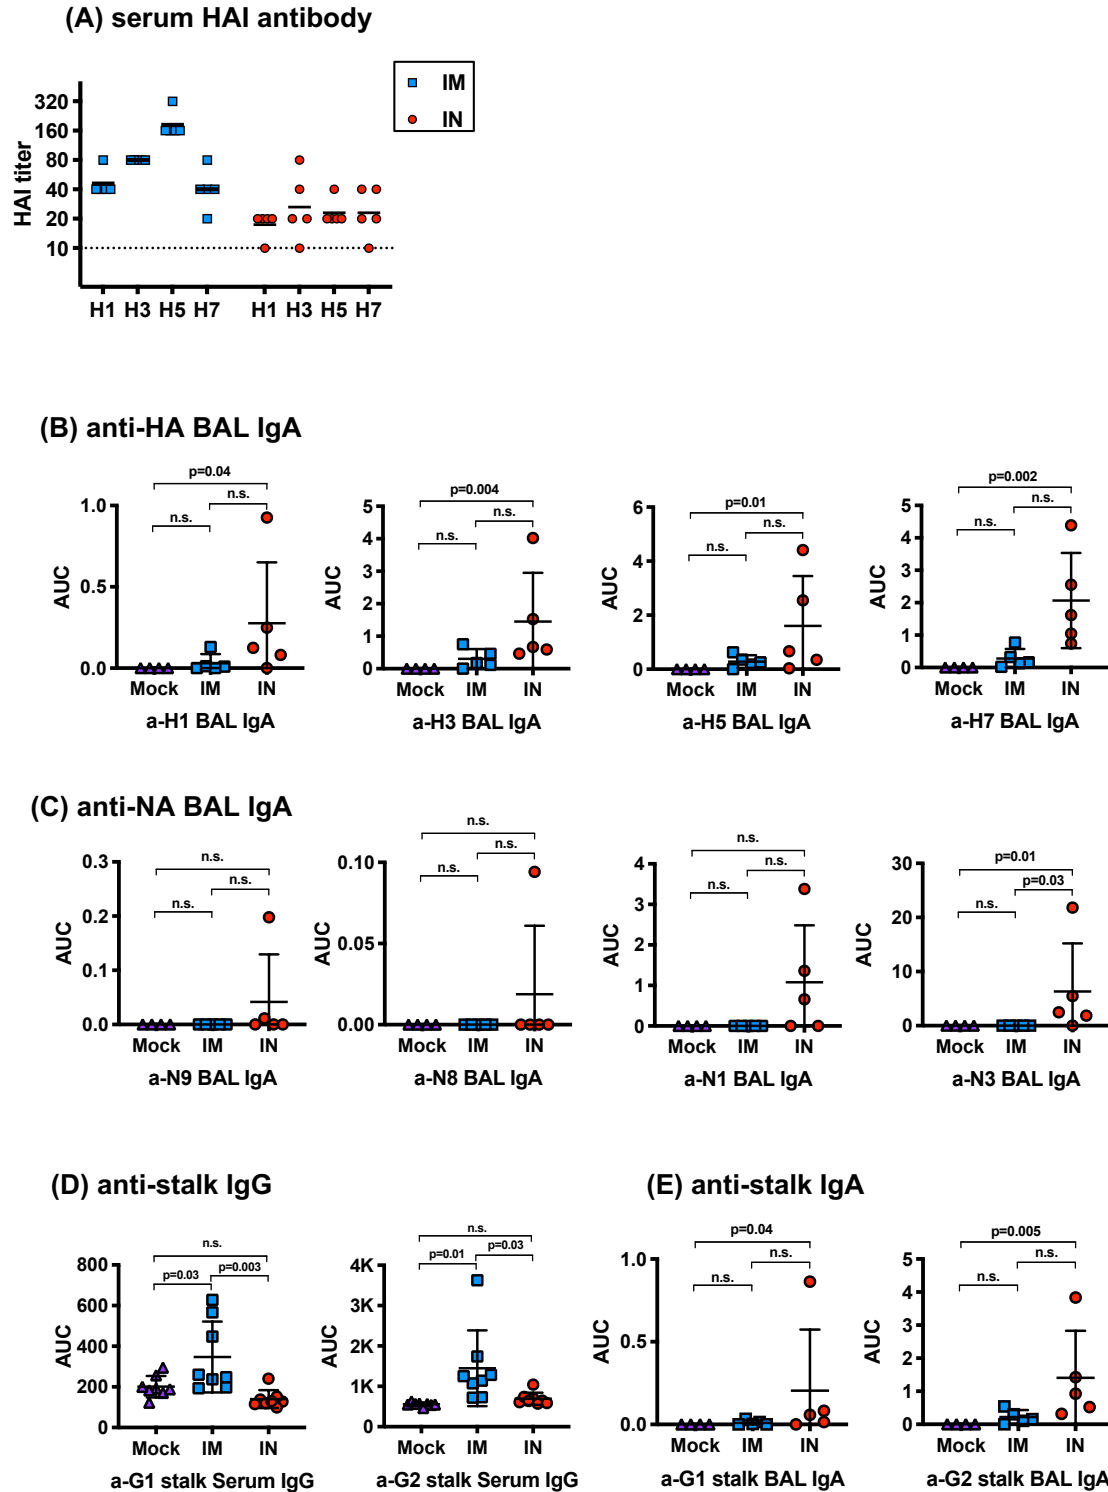 (A) serum HAI antibody
IM
IN
320
160
80
40
20
10
HAI titer
H1 H3 H5 H7 H1 H3 H5 H7
(B) anti-HA BAL IgA
p=0.04
n.s.
n.s.
1.0
0.5
0.0
AUC
Mock IM IN
a-H1 BAL IgA
p=0.004
n.s.
n.s.
5
4
3
2
1
0
AUC
Mock IM IN
a-H3 BAL IgA
p=0.01
n.s.
n.s.
6
4
2
0
AUC
Mock IM IN
a-H5 BAL IgA
p=0.002
n.s.
n.s.
5
4
3
2
1
0
AUC
Mock IM IN
a-H7 BAL IgA
(C) anti-NA BAL IgA
n.s.
n.s.
n.s.
0.3
0.2
0.1
0.0
AUC
Mock IM IN
a-N9 BAL IgA
n.s.
n.s.
n.s.
0.10
0.05
0.00
AUC
Mock IM IN
a-N8 BAL IgA
n.s.
n.s.
n.s.
4
3
2
1
0
AUC
Mock IM IN
a-N1 BAL IgA
p=0.01
p=0.03
n.s.
30
20
10
0
AUC
Mock IM IN
a-N3 BAL IgA
(D) anti-stalk IgG
n.s.
p=0.03 p=0.003
800
600
400
200
0
AUC
Mock IM IN
a-G1 stalk Serum IgG
n.s.
p=0.01 p=0.03
4K
3K
2K
1K
0
AUC
Mock IM IN
a-G2 stalk Serum IgG
(E) anti-stalk IgA
p=0.04
n.s.
n.s.
1.0
0.5
0.0
AUC
Mock IM IN
a-G1 stalk BAL IgA
p=0.005
n.s.
n.s.
5
4
3
2
1
0
AUC
Mock IM IN
a-G2 stalk BAL IgA